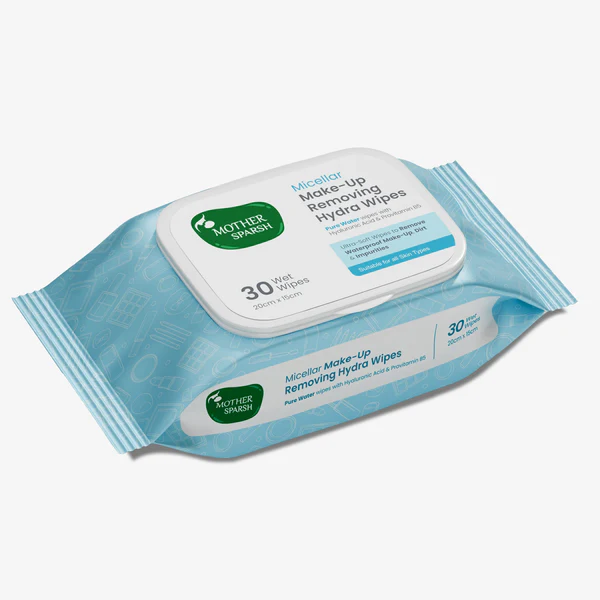 MOTHER
SPARSH
Micellar
Make-Up
Removing
Hydra Wipes
Pure Water wipes with
Hyaluronic Acid & Provitamin B5
Ultra-Soft Wipes to Remove
Waterproof Make-Up, Dirt
& Impurities
Suitable for all Skin Types
30 Wet
Wipes
20cm x 15cm
MOTHER
SPARSH
Micellar Make-Up
Removing Hydra Wipes
Pure Water wipes with Hyaluronic Acid & Provitamin B5
30 Wet
Wipes
20cm x 15cm